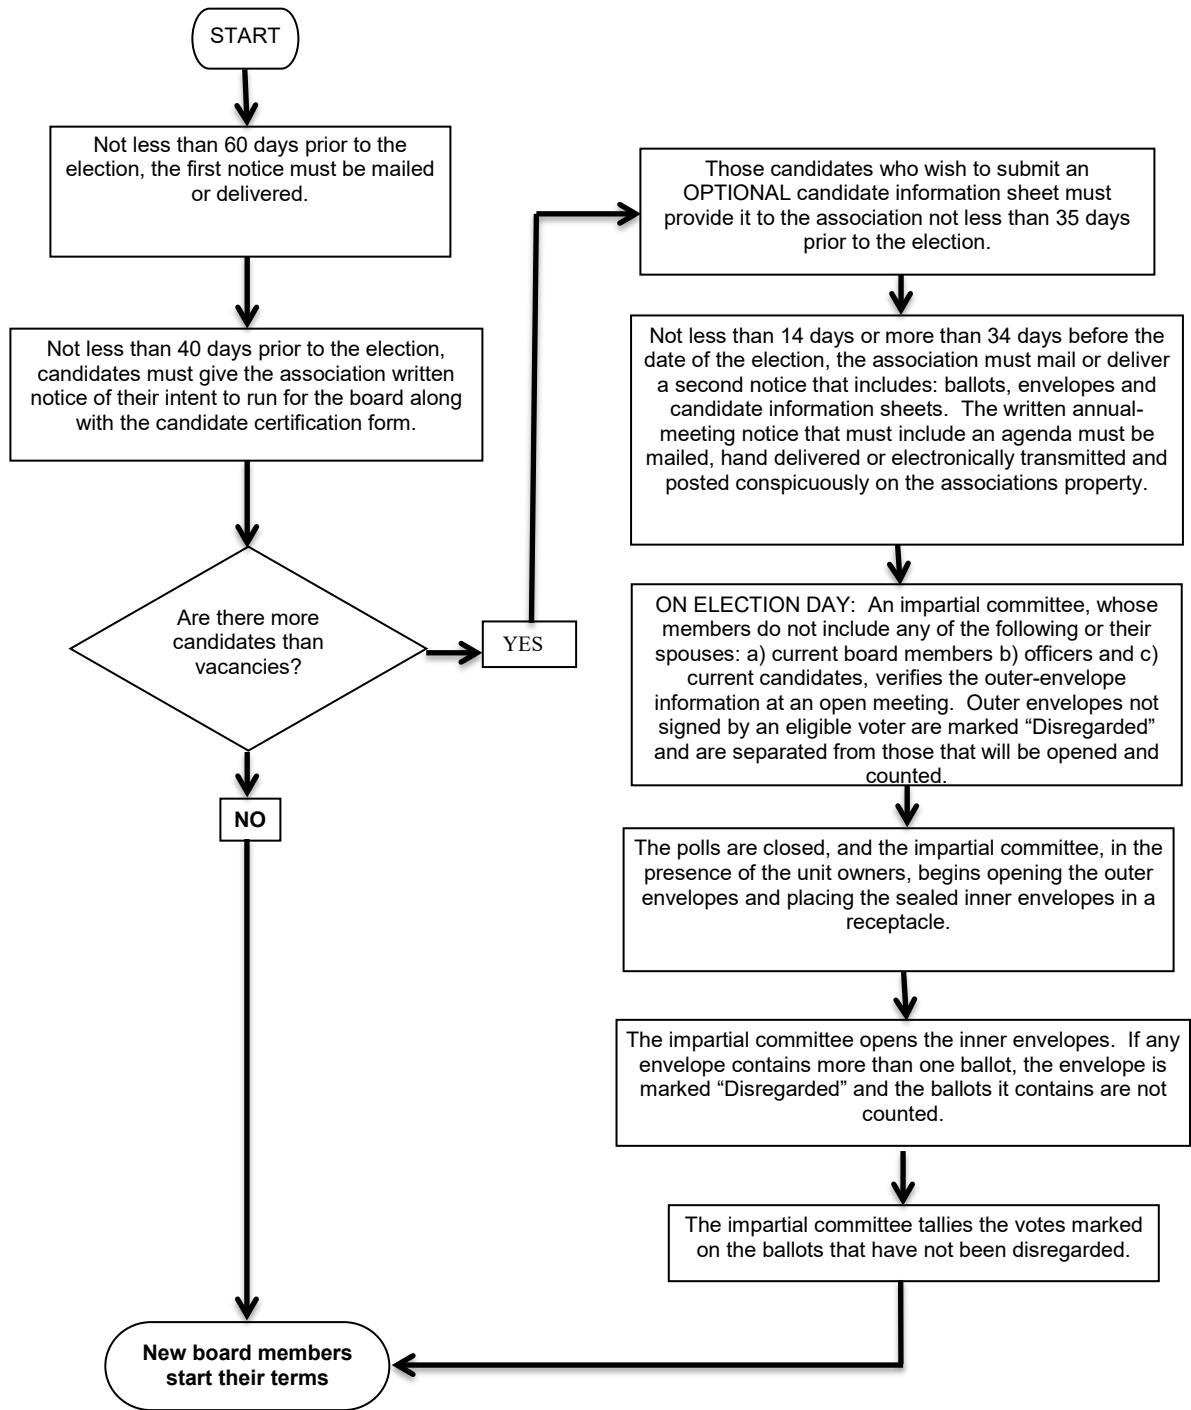 START
Not less than 60 days prior to the
election, the first notice must be mailed
or delivered.
Not less than 40 days prior to the election,
candidates must give the association written
notice of their intent to run for the board along
with the candidate certification form.
Are there more
candidates than
vacancies?
YES
NO
Those candidates who wish to submit an
OPTIONAL candidate information sheet must
provide it to the association not less than 35 days
prior to the election.
Not less than 14 days or more than 34 days before the
date of the election, the association must mail or deliver
a second notice that includes: ballots, envelopes and
candidate information sheets.  The written annual-
meeting notice that must include an agenda must be
mailed, hand delivered or electronically transmitted and
posted conspicuously on the associations property.
ON ELECTION DAY:  An impartial committee, whose
members do not include any of the following or their
spouses: a) current board members b) officers and c)
current candidates, verifies the outer-envelope
information at an open meeting.  Outer envelopes not
signed by an eligible voter are marked “Disregarded”
and are separated from those that will be opened and
counted.
The polls are closed, and the impartial committee, in the
presence of the unit owners, begins opening the outer
envelopes and placing the sealed inner envelopes in a
receptacle.
The impartial committee opens the inner envelopes.  If any
envelope contains more than one ballot, the envelope is
marked “Disregarded” and the ballots it contains are not
counted.
The impartial committee tallies the votes marked
on the ballots that have not been disregarded.
New board members
start their terms